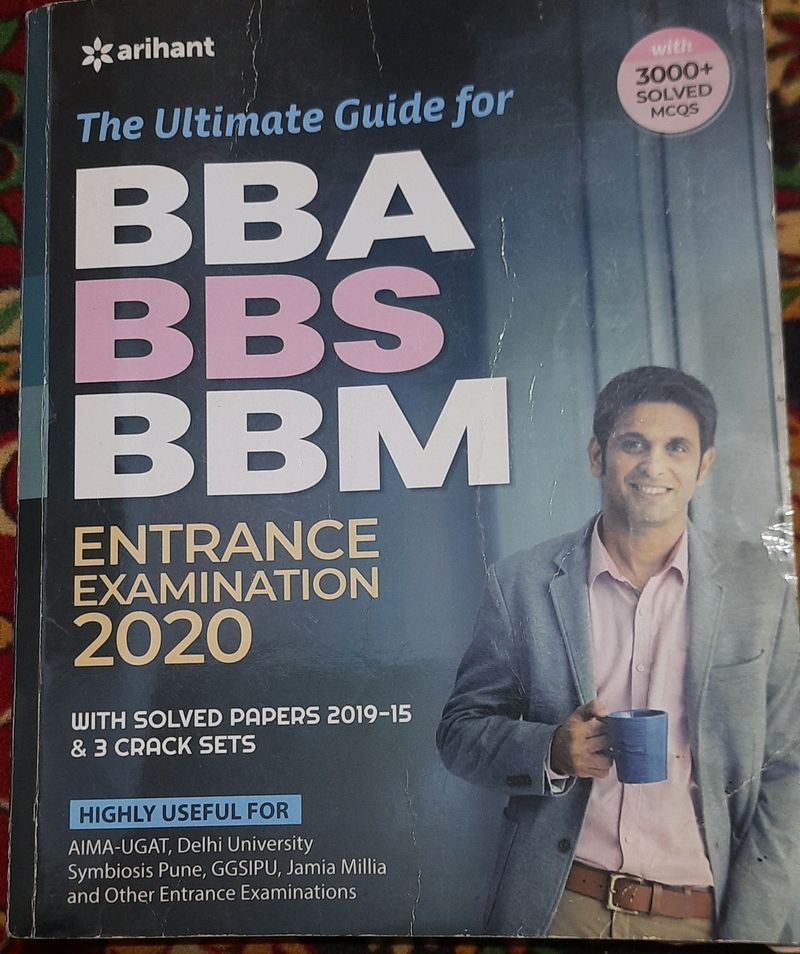 arihant
with
3000+
SOLVED
MCQS
The Ultimate Guide for
BBA
BBS
BBM
ENTRANCE
EXAMINATION
2020
WITH SOLVED PAPERS 2019-15
& 3 CRACK SETS
HIGHLY USEFUL FOR
AIMA-UGAT, Delhi University
Symbiosis Pune, GGSIPU, Jamia Millia
and Other Entrance Examinations